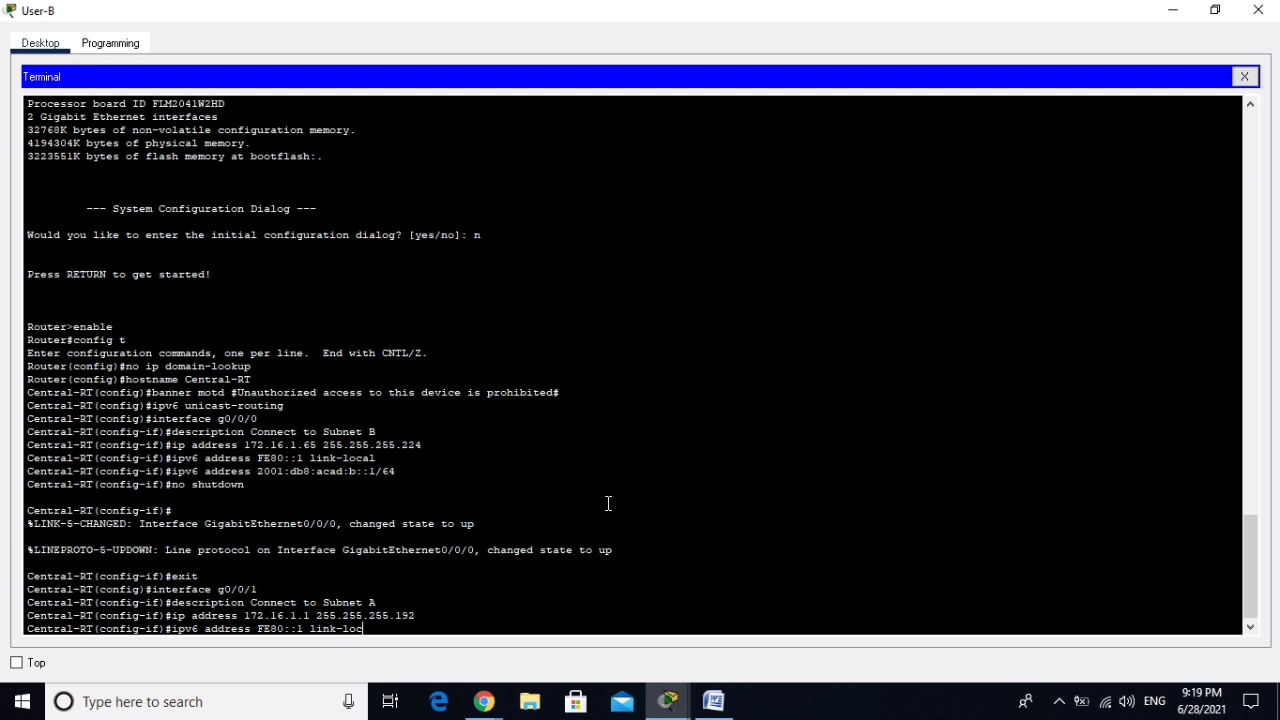 User-B
Desktop Programming
Terminal X
Processor board ID FLM2041W2HD
2 Gigabit Ethernet interfaces
32768K bytes of non-volatile configuration memory.
4194304K bytes of physical memory.
3223551K bytes of flash memory at bootflash:.
--- System Configuration Dialog ---
Would you like to enter the initial configuration dialog? [yes/no]: n
Press RETURN to get started!
Router>enable
Router#config t
Enter configuration commands, one per line.  End with CNTL/Z.
Router(config)#no ip domain-lookup
Router(config)#hostname Central-RT
Central-RT(config)#banner motd #Unauthorized access to this device is prohibited#
Central-RT(config)#ipv6 unicast-routing
Central-RT(config)#interface g0/0/0
Central-RT(config-if)#description Connect to Subnet B
Central-RT(config-if)#ip address 172.16.1.65 255.255.255.224
Central-RT(config-if)#ipv6 address FE80::1 link-local
Central-RT(config-if)#ipv6 address 2001:db8:acad:b::1/64
Central-RT(config-if)#no shutdown
Central-RT(config-if)#
%LINK-5-CHANGED: Interface GigabitEthernet0/0/0, changed state to up
%LINEPROTO-5-UPDOWN: Line protocol on Interface GigabitEthernet0/0/0, changed state to up
Central-RT(config-if)#exit
Central-RT(config)#interface g0/0/1
Central-RT(config-if)#description Connect to Subnet A
Central-RT(config-if)#ip address 172.16.1.1 255.255.255.192
Central-RT(config-if)#ipv6 address FE80::1 link-loc
Top
Type here to search
ENG
9:19 PM
6/28/2021